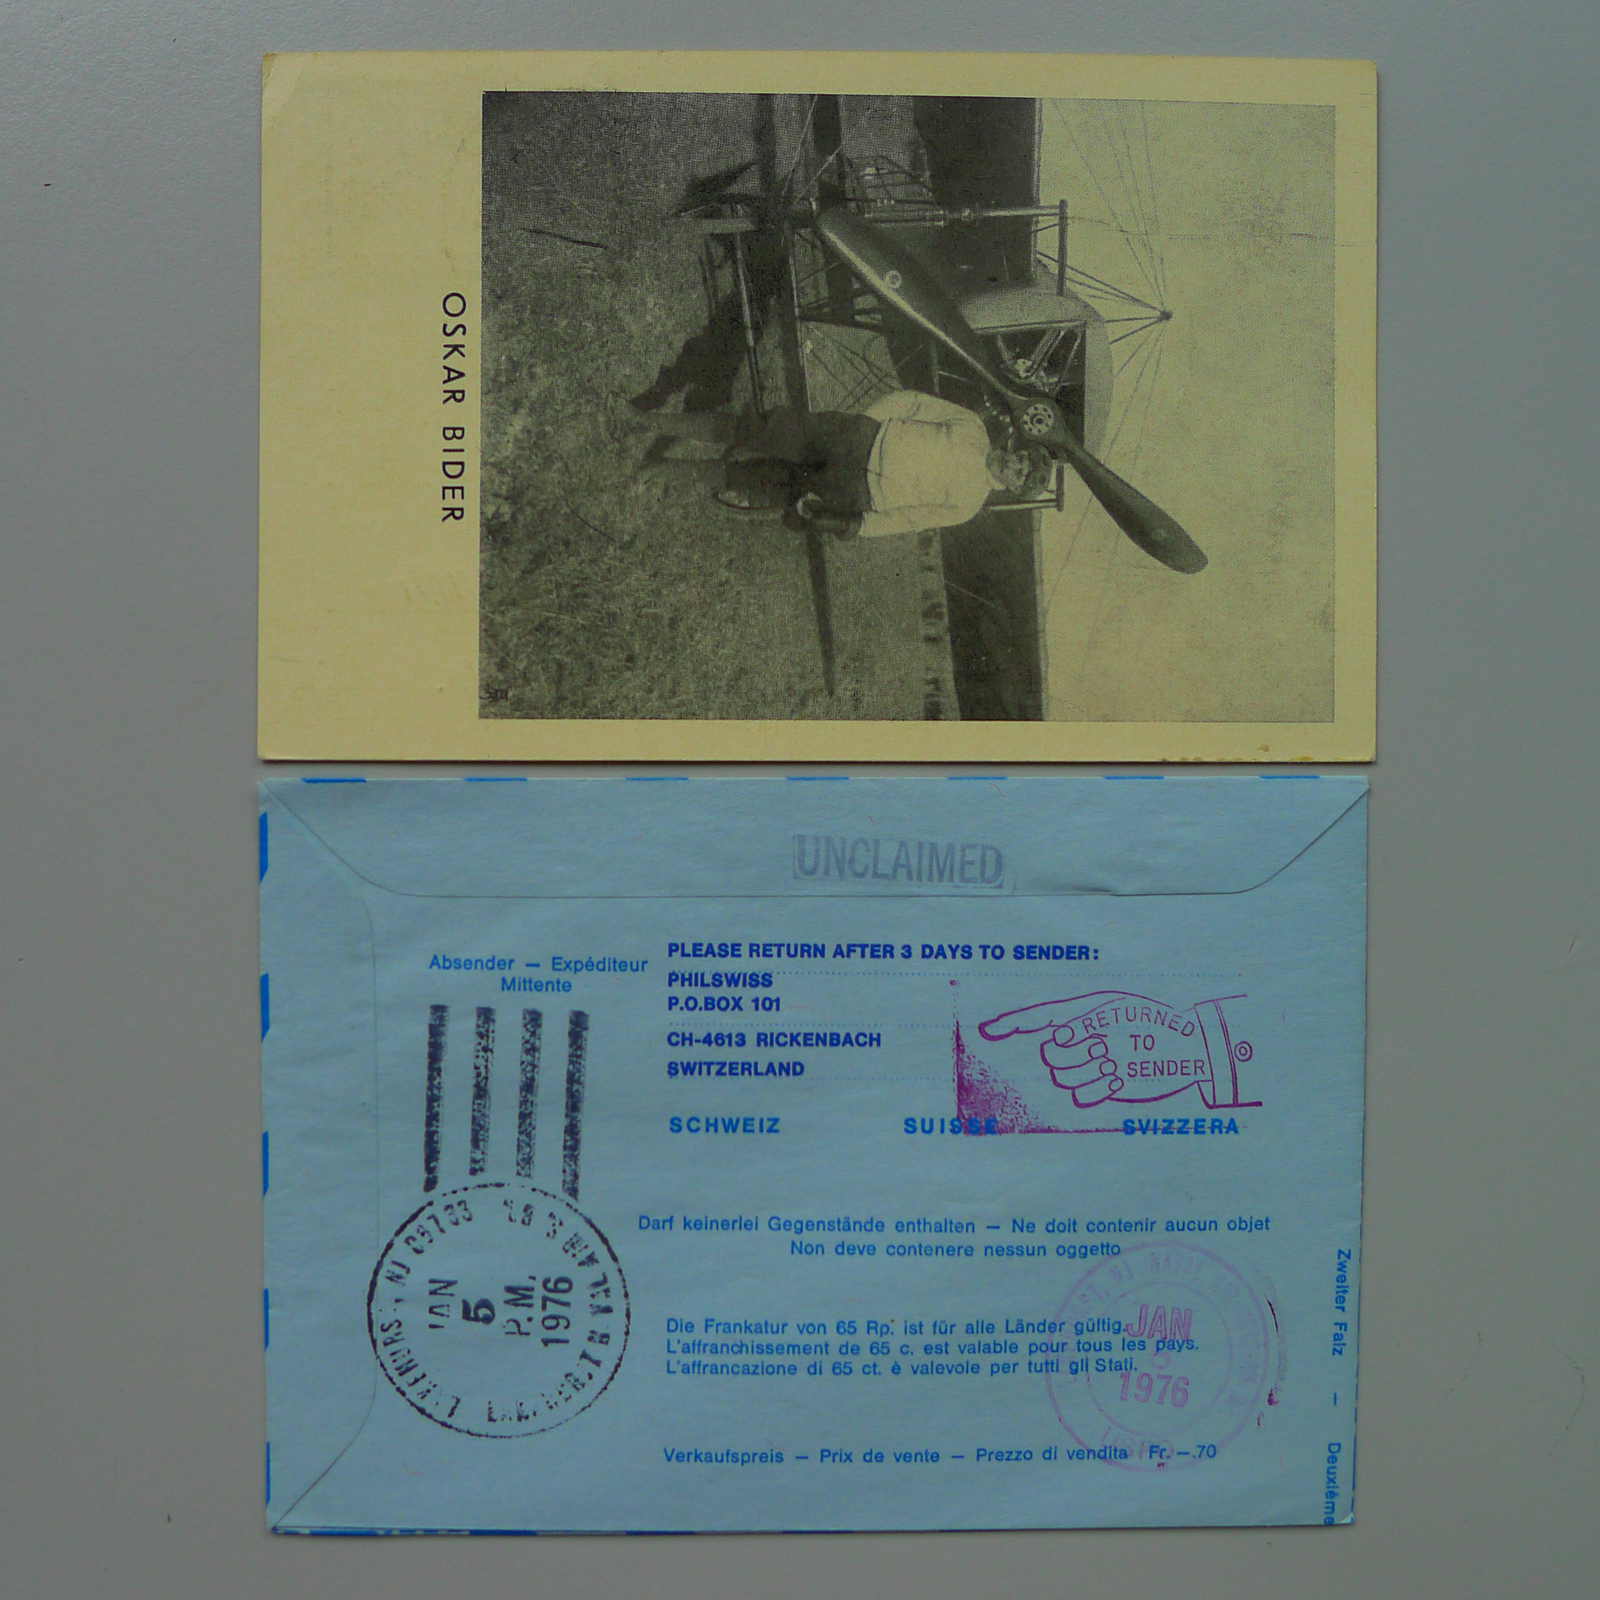 OSKAR BIDER
UNCLAIMED
Absender — Expéditeur
Mittente
PLEASE RETURN AFTER 3 DAYS TO SENDER:
PHILSWISS
P.O.BOX 101
CH-4613 RICKENBACH
SWITZERLAND
RETURNED
TO
SENDER
SCHWEIZ SUISSE SVIZZERA
JAN
5
P.M.
1976
Darf keinerlei Gegenstände enthalten — Ne doit contenir aucun objet
Non deve contenere nessun oggetto
Die Frankatur von 65 Rp. ist für alle Länder gültig.
L'affranchissement de 65 c. est valable pour tous les pays.
L'affrancazione di 65 ct. è valevole per tutti gli Stati.
JAN
1976
USPO
Verkaufspreis — Prix de vente — Prezzo di vendita Fr. —.70
Zweiter Falz — Deuxième